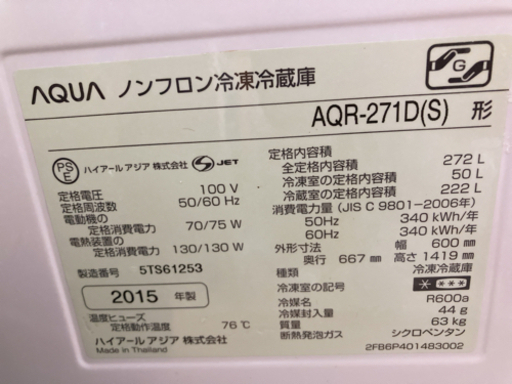 AQUA ノンフロン冷凍冷蔵庫
G
AQR-271D(S) 形
PS E ハイアールアジア株式会社 S JET
定格電圧 100 V
定格周波数 50/60 Hz
電動機の
定格消費電力 70/75 W
電熱装置の
定格消費電力 130/130 W
製造番号 5TS61253
2015 年製
温度ヒューズ
定格動作温度 76℃
ハイアール アジア 株式会社
Made in Thailand
定格内容積
全定格内容積 272 L
冷凍室の定格内容積 50 L
冷蔵室の定格内容積 222 L
消費電力量 (JIS C 9801-2006年)
50Hz 340 kWh/年
60Hz 340 kWh/年
外形寸法 幅 600 mm
奥行 667 mm 高さ 1419 mm
種類 冷凍冷蔵庫
冷凍室の記号
冷媒名 R600a
冷媒量 44 g
質量 63 kg
断熱発泡ガス シクロペンタン
2FB6P401483002